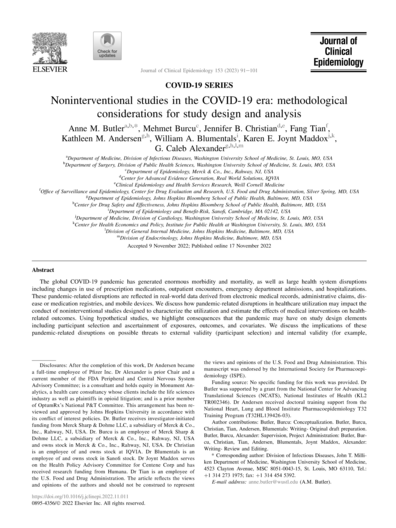 ELSEVIER
Check for
updates
Journal of
Clinical
Epidemiology
Journal of Clinical Epidemiology 153 (2023) 91–101
COVID-19 SERIES
Noninterventional studies in the COVID-19 era: methodological
considerations for study design and analysis
Anne M. Butler, Mehmet Burcu, Jennifer B. Christian, Fang Tian,
Kathleen M. Andersen, William A. Blumentals, Karen E. Joynt Maddox,
G. Caleb Alexander
Department of Medicine, Division of Infectious Diseases, Washington University School of Medicine, St. Louis, MO, USA
Department of Surgery, Division of Public Health Sciences, Washington University School of Medicine, St. Louis, MO, USA
Department of Epidemiology, Merck & Co., Inc., Rahway, NJ, USA
Center for Advanced Evidence Generation, Real World Solutions, IQVIA
Clinical Epidemiology and Health Services Research, Weill Cornell Medicine
Office of Surveillance and Epidemiology, Center for Drug Evaluation and Research, U.S. Food and Drug Administration, Silver Spring, MD, USA
Department of Epidemiology, Johns Hopkins Bloomberg School of Public Health, Baltimore, MD, USA
Center for Drug Safety and Effectiveness, Johns Hopkins Bloomberg School of Public Health, Baltimore, MD, USA
Department of Epidemiology and Benefit-Risk, Sanofi, Cambridge, MA 02142, USA
Department of Medicine, Division of Cardiology, Washington University School of Medicine, St. Louis, MO, USA
Center for Health Economics and Policy, Institute for Public Health at Washington University, St. Louis, MO, USA
Division of General Internal Medicine, Johns Hopkins Medicine, Baltimore, MD, USA
Division of Endocrinology, Johns Hopkins Medicine, Baltimore, MD, USA
Accepted 9 November 2022; Published online 17 November 2022
Abstract
The global COVID-19 pandemic has generated enormous morbidity and mortality, as well as large health system disruptions
including changes in use of prescription medications, outpatient encounters, emergency department admissions, and hospitalizations.
These pandemic-related disruptions are reflected in real-world data derived from electronic medical records, administrative claims, dis-
ease or medication registries, and mobile devices. We discuss how pandemic-related disruptions in healthcare utilization may impact the
conduct of noninterventional studies designed to characterize the utilization and estimate the effects of medical interventions on health-
related outcomes. Using hypothetical studies, we highlight consequences that the pandemic may have on study design elements
including participant selection and ascertainment of exposures, outcomes, and covariates. We discuss the implications of these
pandemic-related disruptions on possible threats to external validity (participant selection) and internal validity (for example,
Disclosures: After the completion of this work, Dr Andersen became
a full-time employee of Pfizer Inc. Dr Alexander is prior Chair and a
current member of the FDA Peripheral and Central Nervous System
Advisory Committee; is a consultant and holds equity in Monument An-
alytics, a health care consultancy whose clients include the life sciences
industry as well as plaintiffs in opioid litigation; and is a prior member
of OptumRx's National P&T Committee. This arrangement has been re-
viewed and approved by Johns Hopkins University in accordance with
its conflict of interest policies. Dr. Butler receives investigator-initiated
funding from Merck Sharp & Dohme LLC, a subsidiary of Merck & Co.,
Inc., Rahway, NJ, USA. Dr. Burcu is an employee of Merck Sharp &
Dohme LLC, a subsidiary of Merck & Co., Inc., Rahway, NJ, USA
and owns stock in Merck & Co., Inc., Rahway, NJ, USA. Dr Christian
is an employee of and owns stock at IQVIA. Dr Blumentals is an
employee of and owns stock in Sanofi stock. Dr Joynt Maddox serves
on the Health Policy Advisory Committee for Centene Corp and has
received research funding from Humana. Dr Tian is an employee of
the U.S. Food and Drug Administration. The article reflects the views
and opinions of the authors and should not be construed to represent
the views and opinions of the U.S. Food and Drug Administration. This
manuscript was endorsed by the International Society for Pharmacoepi-
demiology (ISPE).
Funding source: No specific funding for this work was provided. Dr
Butler was supported by a grant from the National Center for Advancing
Translational Sciences (NCATS), National Institutes of Health (KL2
TR002346). Dr Andersen received doctoral training support from the
National Heart, Lung and Blood Institute Pharmacoepidemiology T32
Training Program (T32HL139426-03).
Author contributions: Butler, Burcu: Conceptualization. Butler, Burcu,
Christian, Tian, Andersen, Blumentals: Writing- Original draft preparation.
Butler, Burcu, Alexander: Supervision, Project Administration: Butler, Bur-
cu, Christian, Tian, Andersen, Blumentals, Joynt Maddox, Alexander:
Writing- Review and Editing.
* Corresponding author: Division of Infectious Diseases, John T. Milli-
ken Department of Medicine, Washington University School of Medicine,
4523 Clayton Avenue, MSC 8051-0043-15, St. Louis, MO 63110. Tel.:
+1 314 273 1975; fax: +1 314 454 5392.
E-mail address: anne.butler@wustl.edu (A.M. Butler).
https://doi.org/10.1016/j.jclinepi.2022.11.011
0895-4356/© 2022 Elsevier Inc. All rights reserved.